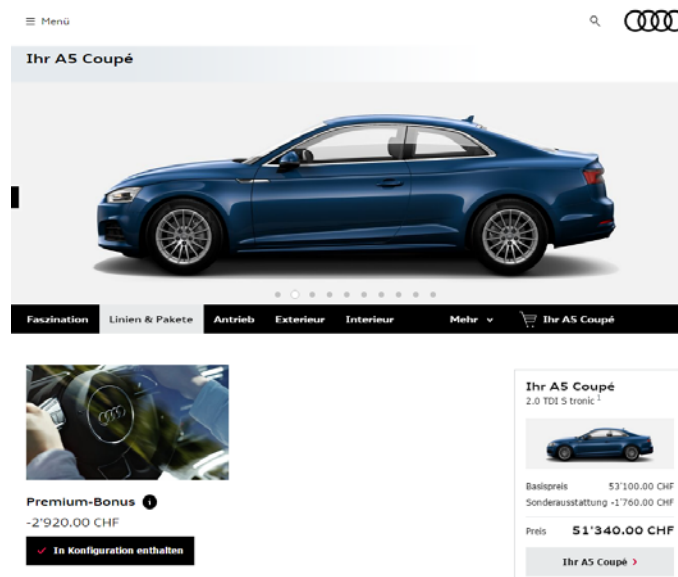 ☰ Menü
Ihr A5 Coupé
Faszination Linien & Pakete Antrieb Exterieur Interieur Mehr Ihr A5 Coupé
Premium-Bonus i
-2'920.00 CHF
In Konfiguration enthalten
Ihr A5 Coupé
2.0 TDI S tronic 1
Basispreis 53'100.00 CHF
Sonderausstattung -1'760.00 CHF
Preis 51'340.00 CHF
Ihr A5 Coupé